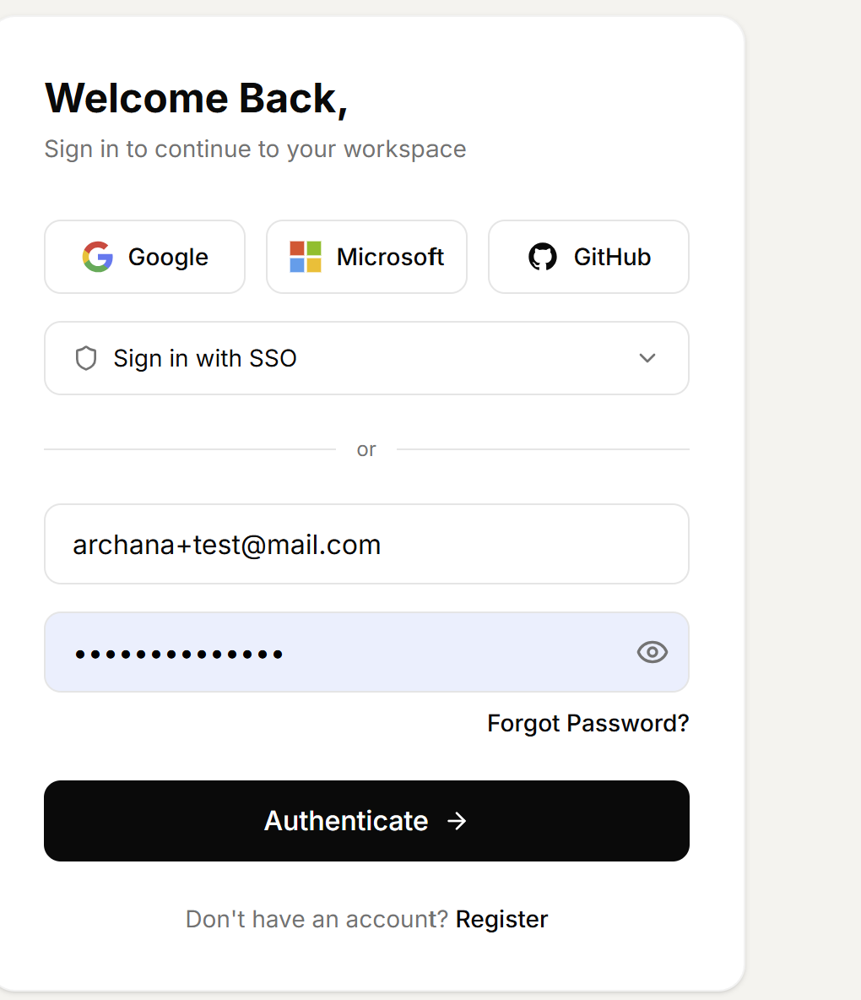 Welcome Back,
Sign in to continue to your workspace
Google
Microsoft
GitHub
Sign in with SSO
or
archana+test@mail.com
••••••••••••••
Forgot Password?
Authenticate →
Don't have an account? Register